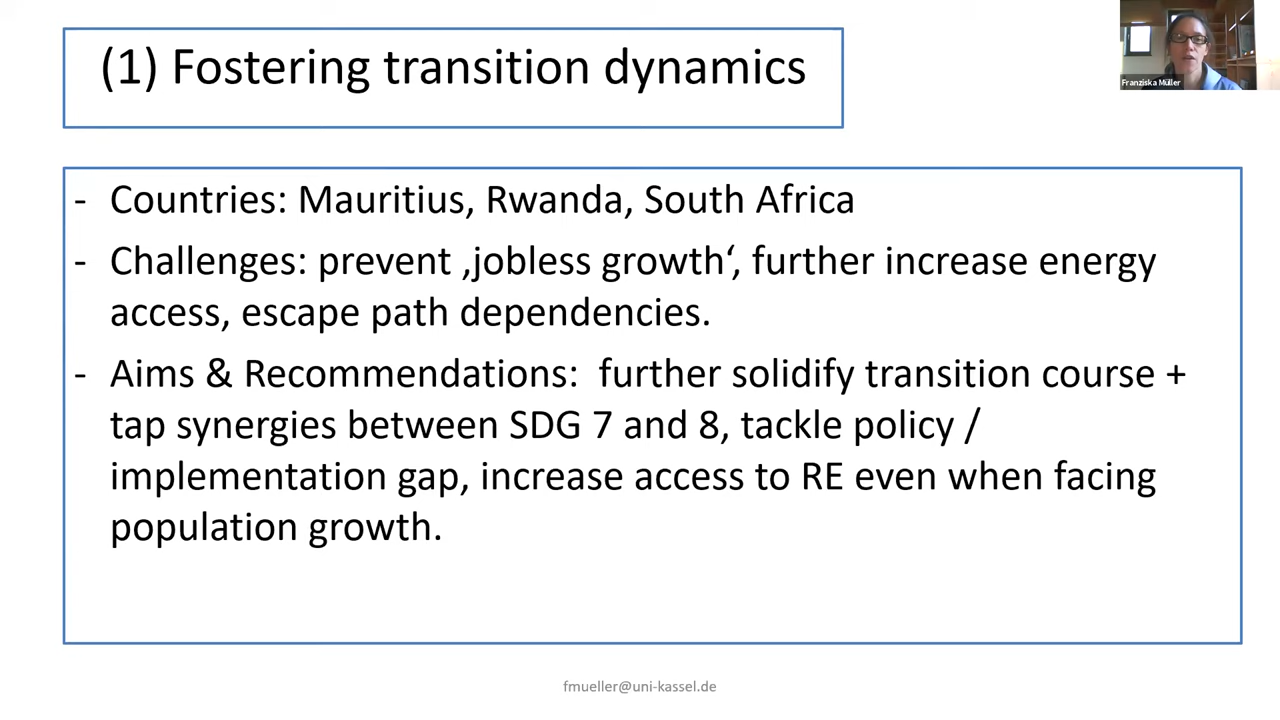 (1) Fostering transition dynamics
Franziska Müller
- Countries: Mauritius, Rwanda, South Africa
- Challenges: prevent ‚jobless growth‘, further increase energy
access, escape path dependencies.
- Aims & Recommendations:  further solidify transition course +
tap synergies between SDG 7 and 8, tackle policy /
implementation gap, increase access to RE even when facing
population growth.
fmueller@uni-kassel.de